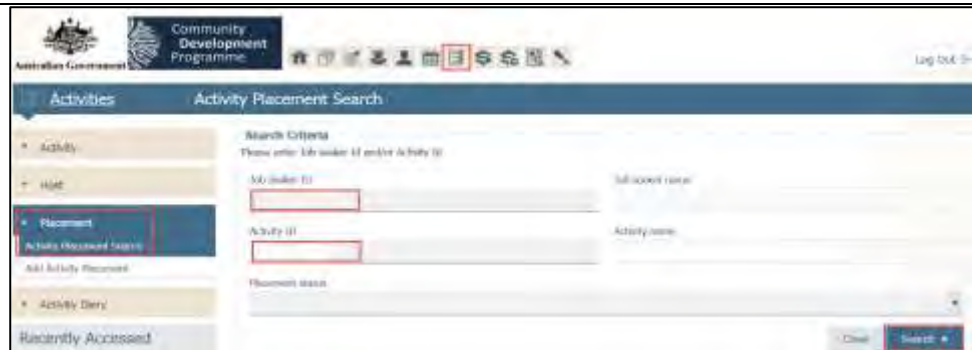 Australian Government
Community
Development
Programme
Log Out
Activities
Activity Placement Search
Activity
Host
Placement
Activity Placement Search
Add Activity Placement
Activity Diary
Recently Accessed
Search Criteria
Please enter Job seeker Id and/or Activity Id
Job seeker ID
Full name
Activity ID
Activity name
Placement status
Clear
Search